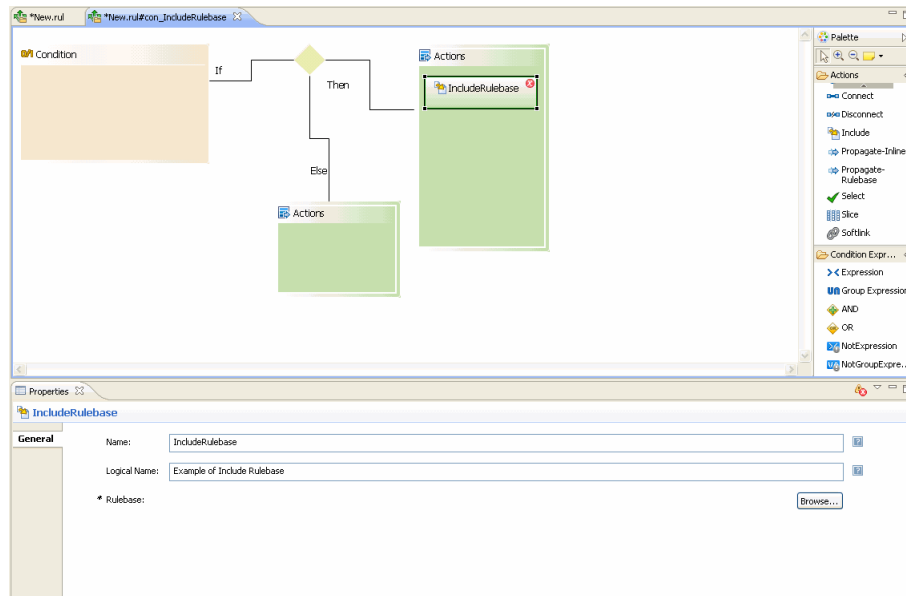 *New.rul
*New.rul#con_IncludeRulebase
Condition
If
Then
Else
Actions
IncludeRulebase
Actions
Palette
Actions
Connect
Disconnect
Include
Propagate-Inline
Propagate-
Rulebase
Select
Slice
Softlink
Condition Expr...
Expression
Group Expression
AND
OR
NotExpression
NotGroupExpre..
Properties
IncludeRulebase
General
Name:
IncludeRulebase
Logical Name:
Example of Include Rulebase
* Rulebase:
Browse...